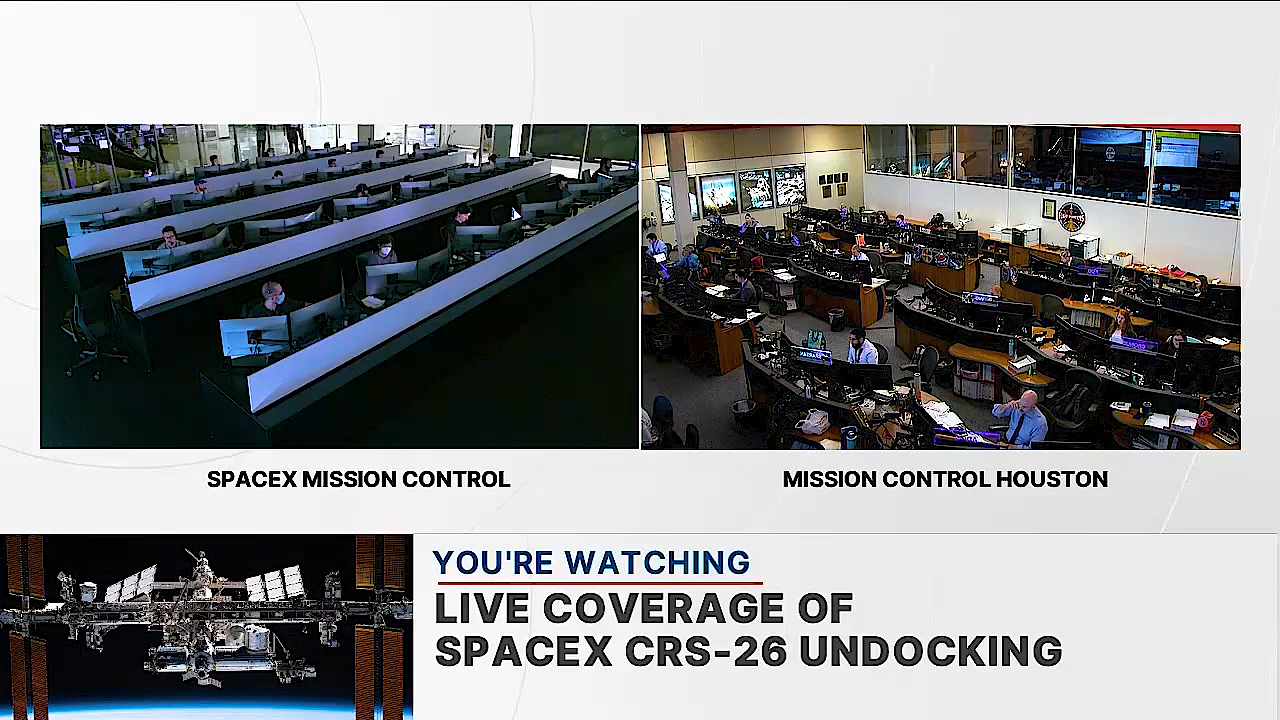 SPACEX MISSION CONTROL
MISSION CONTROL HOUSTON
YOU'RE WATCHING
LIVE COVERAGE OF
SPACEX CRS-26 UNDOCKING